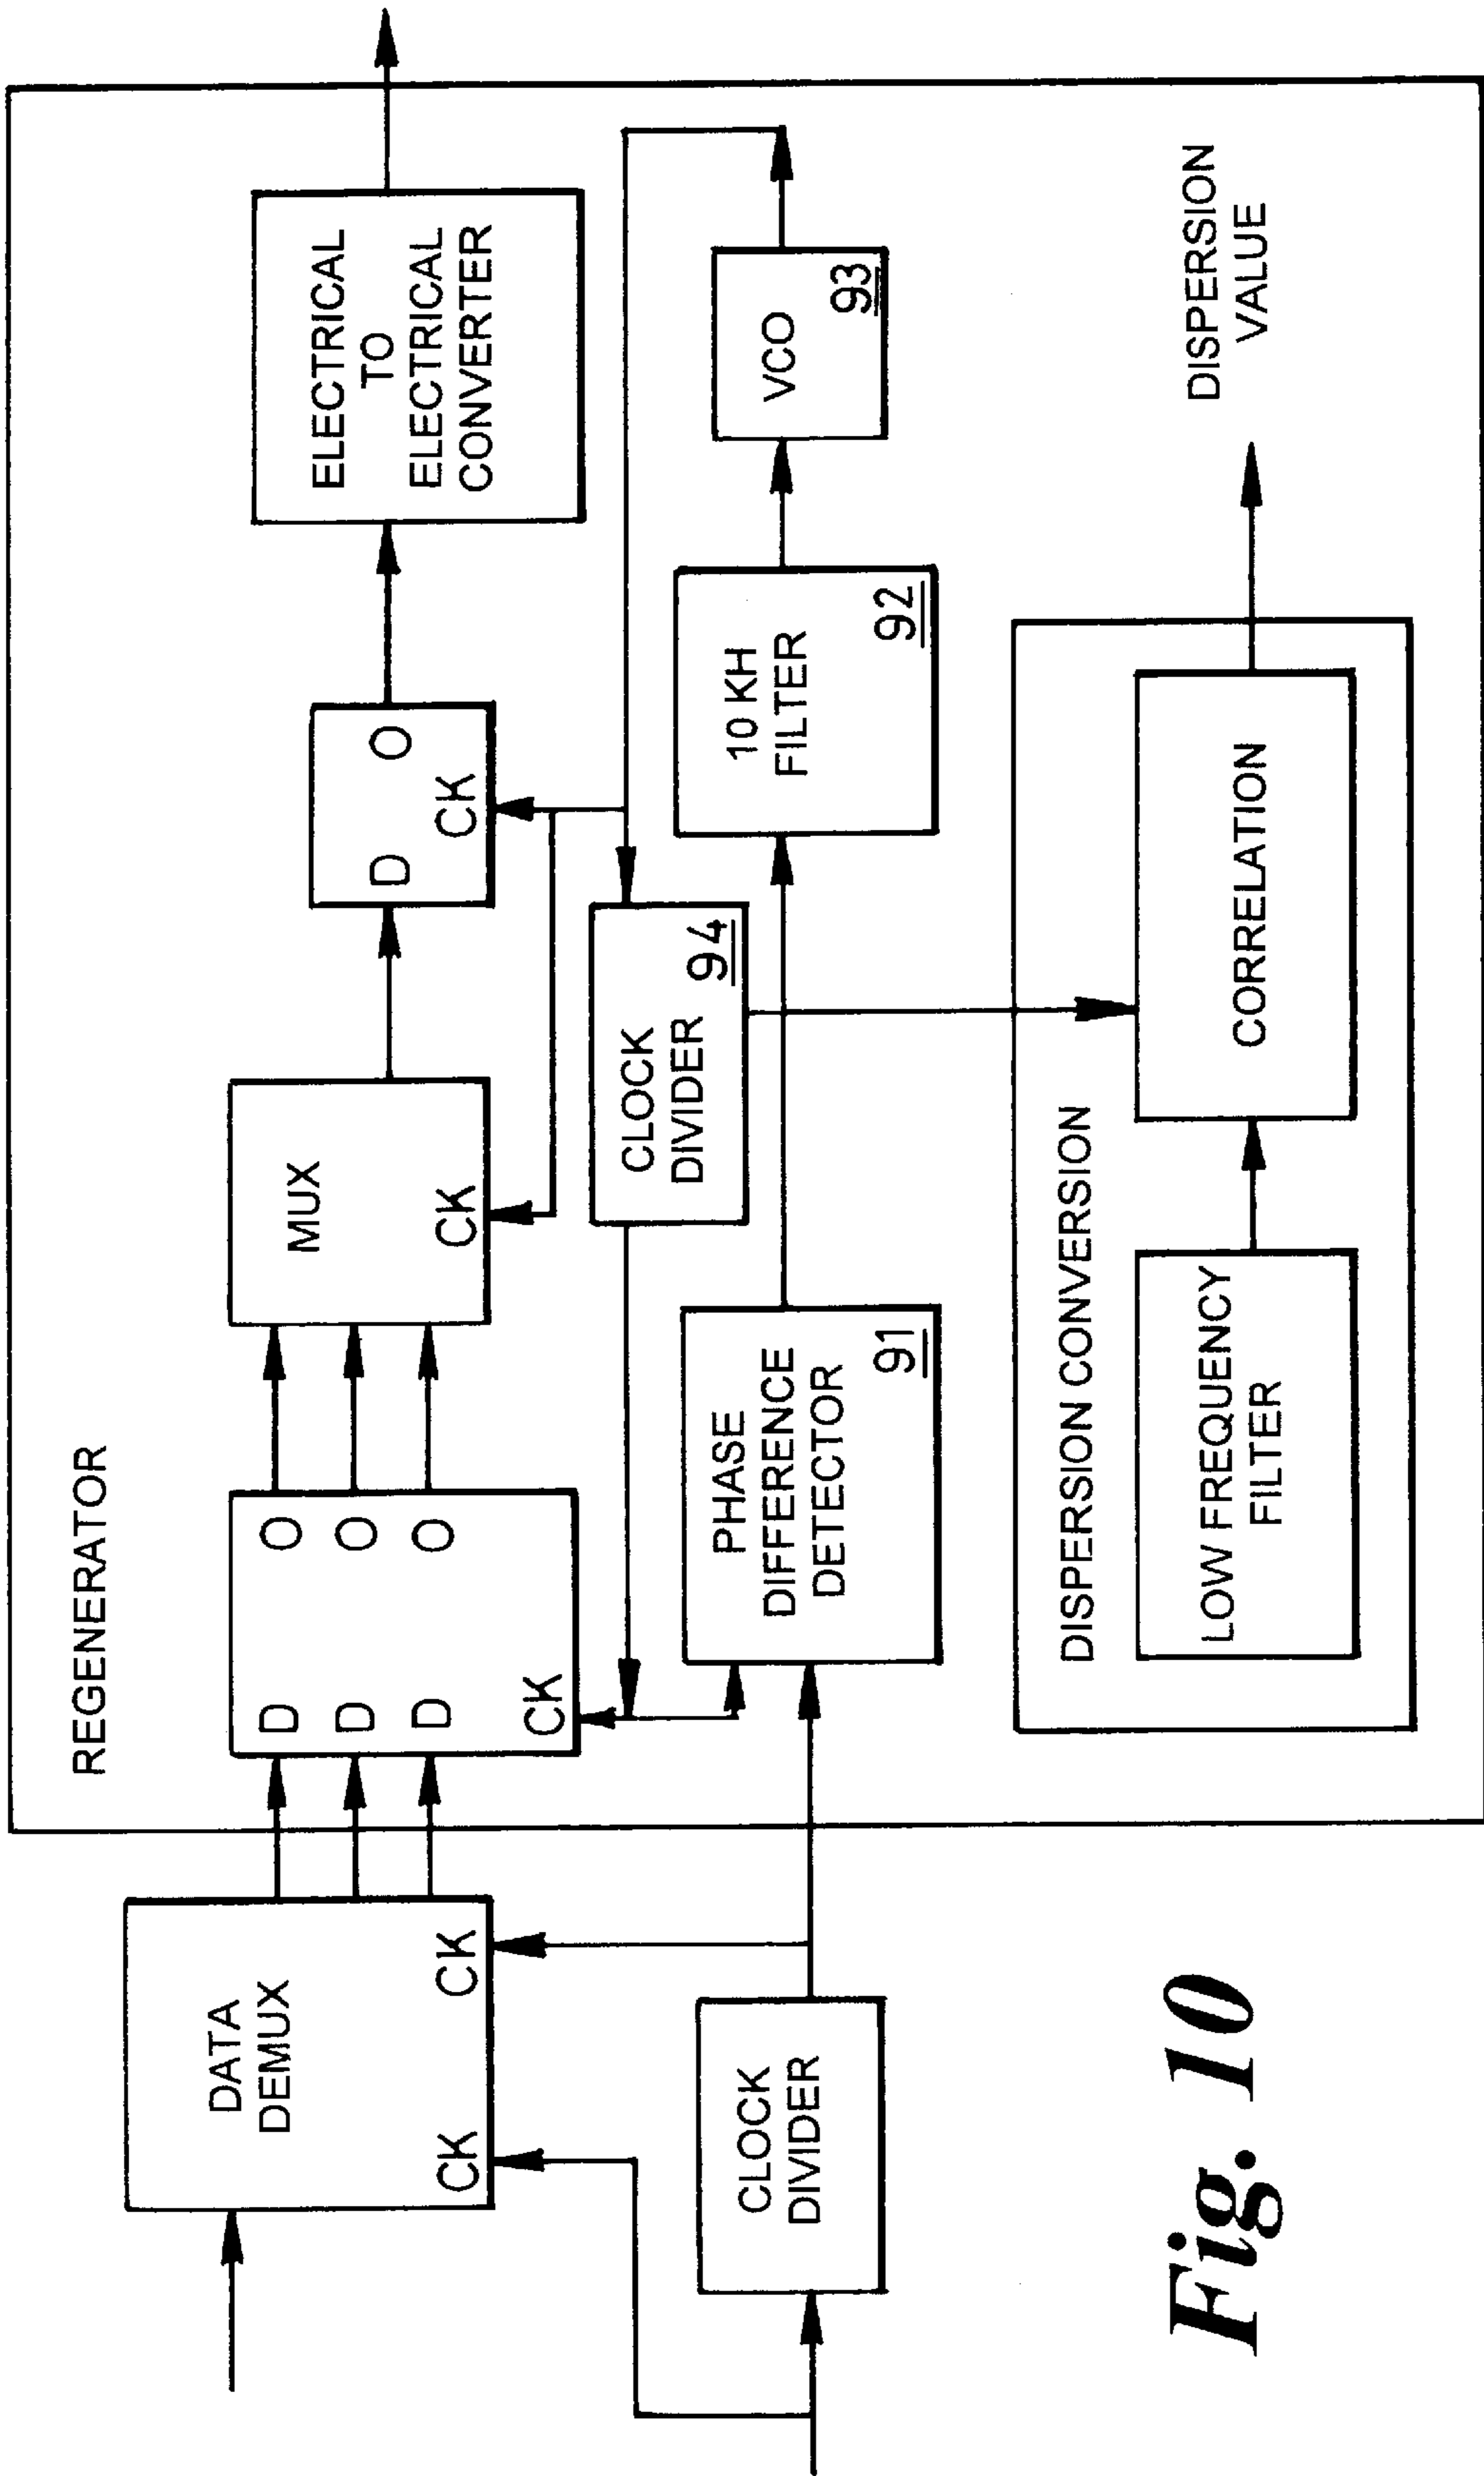 REGENERATOR
DATA
DEMUX
CK
CK
D
O
D
O
D
O
CK
MUX
CK
D
O
CK
ELECTRICAL
TO
ELECTRICAL
CONVERTER
CLOCK
DIVIDER
CLOCK
DIVIDER
94
PHASE
DIFFERENCE
DETECTOR
91
10 KH
FILTER
92
VCO
93
DISPERSION CONVERSION
LOW FREQUENCY
FILTER
CORRELATION
DISPERSION
VALUE
Fig. 10